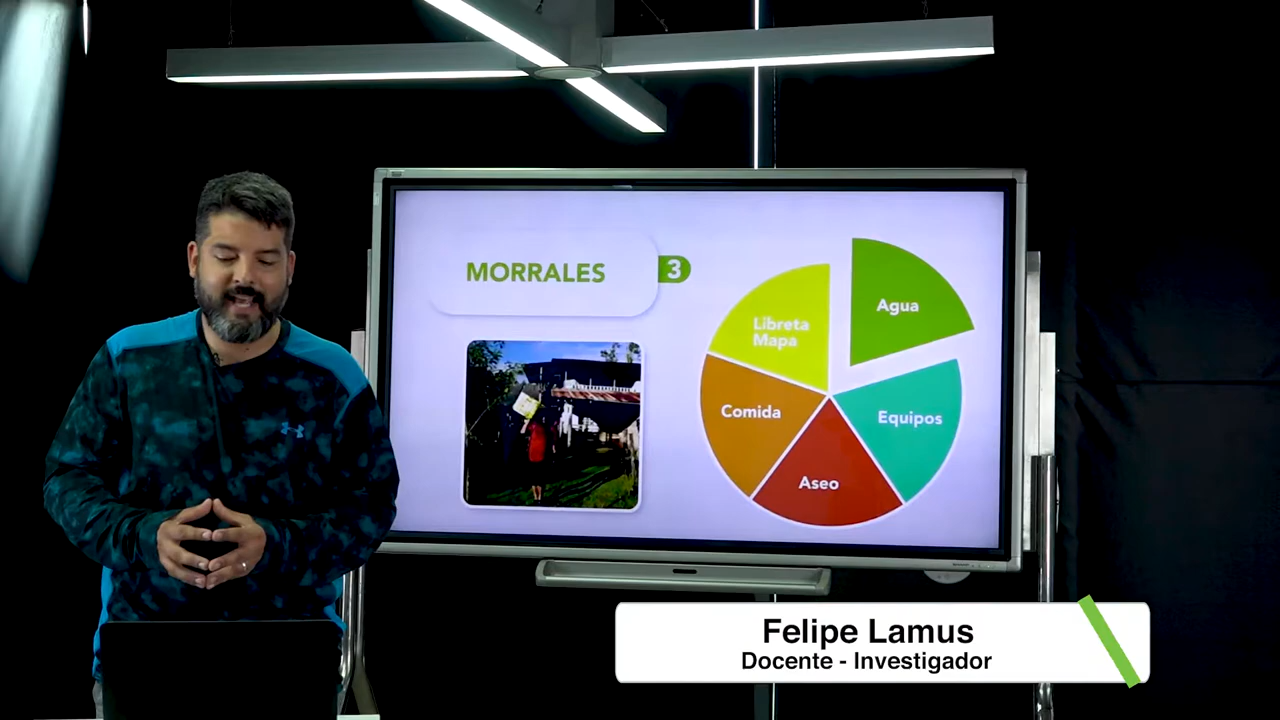 MORRALES
3
Agua
Libreta
Mapa
Comida
Equipos
Aseo
Felipe Lamus
Docente - Investigador